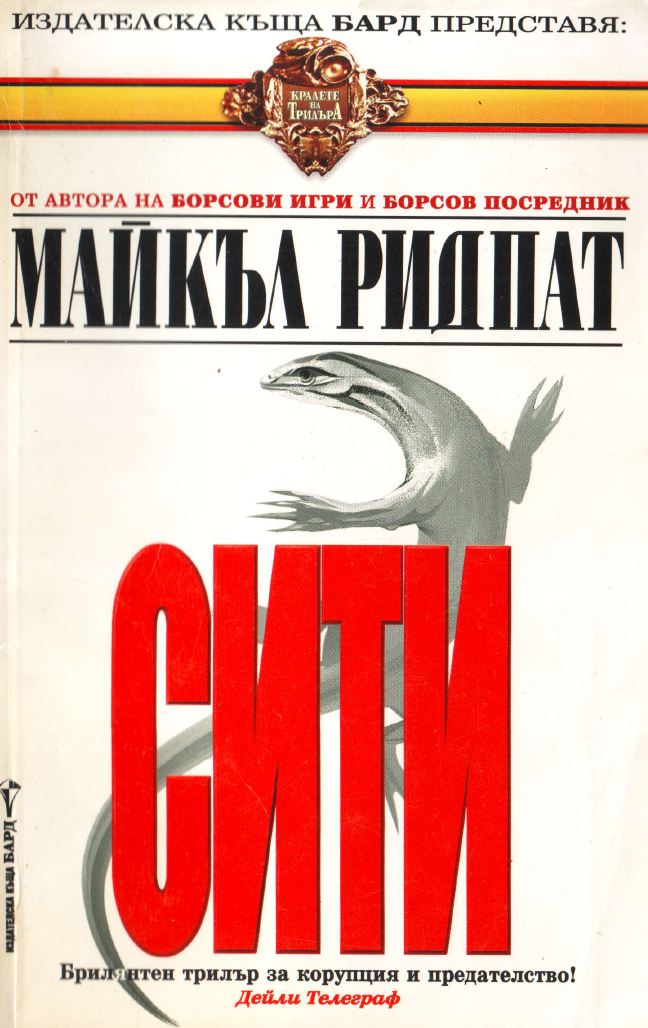 ИЗДАТЕЛСКА КЪЩА БАРД ПРЕДСТАВЯ:
КРАЛЕТЕ
НА
ТРИЛЪРА
ОТ АВТОРА НА БОРСОВИ ИГРИ И БОРСОВ ПОСРЕДНИК
МАЙКЪЛ РИДПАТ
СИТИ
ИЗДАТЕЛСКА КЪЩА БАРД
Брилянтен трилър за корупция и предателство!
Дейли Телеграф